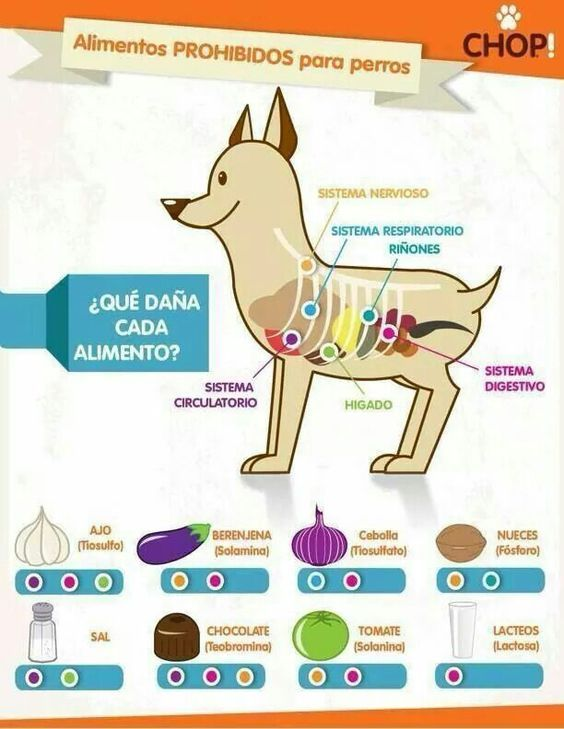 Alimentos PROHIBIDOS para perros
CHOP!
SISTEMA NERVIOSO
SISTEMA RESPIRATORIO
RIÑONES
¿QUÉ DAÑA
CADA
ALIMENTO?
SISTEMA
CIRCULATORIO
HIGADO
SISTEMA
DIGESTIVO
AJO
(Tiosulfo)
BERENJENA
(Solamina)
Cebolla
(Tiosulfato)
NUECES
(Fósforo)
SAL
CHOCOLATE
(Teobromina)
TOMATE
(Solanina)
LACTEOS
(Lactosa)